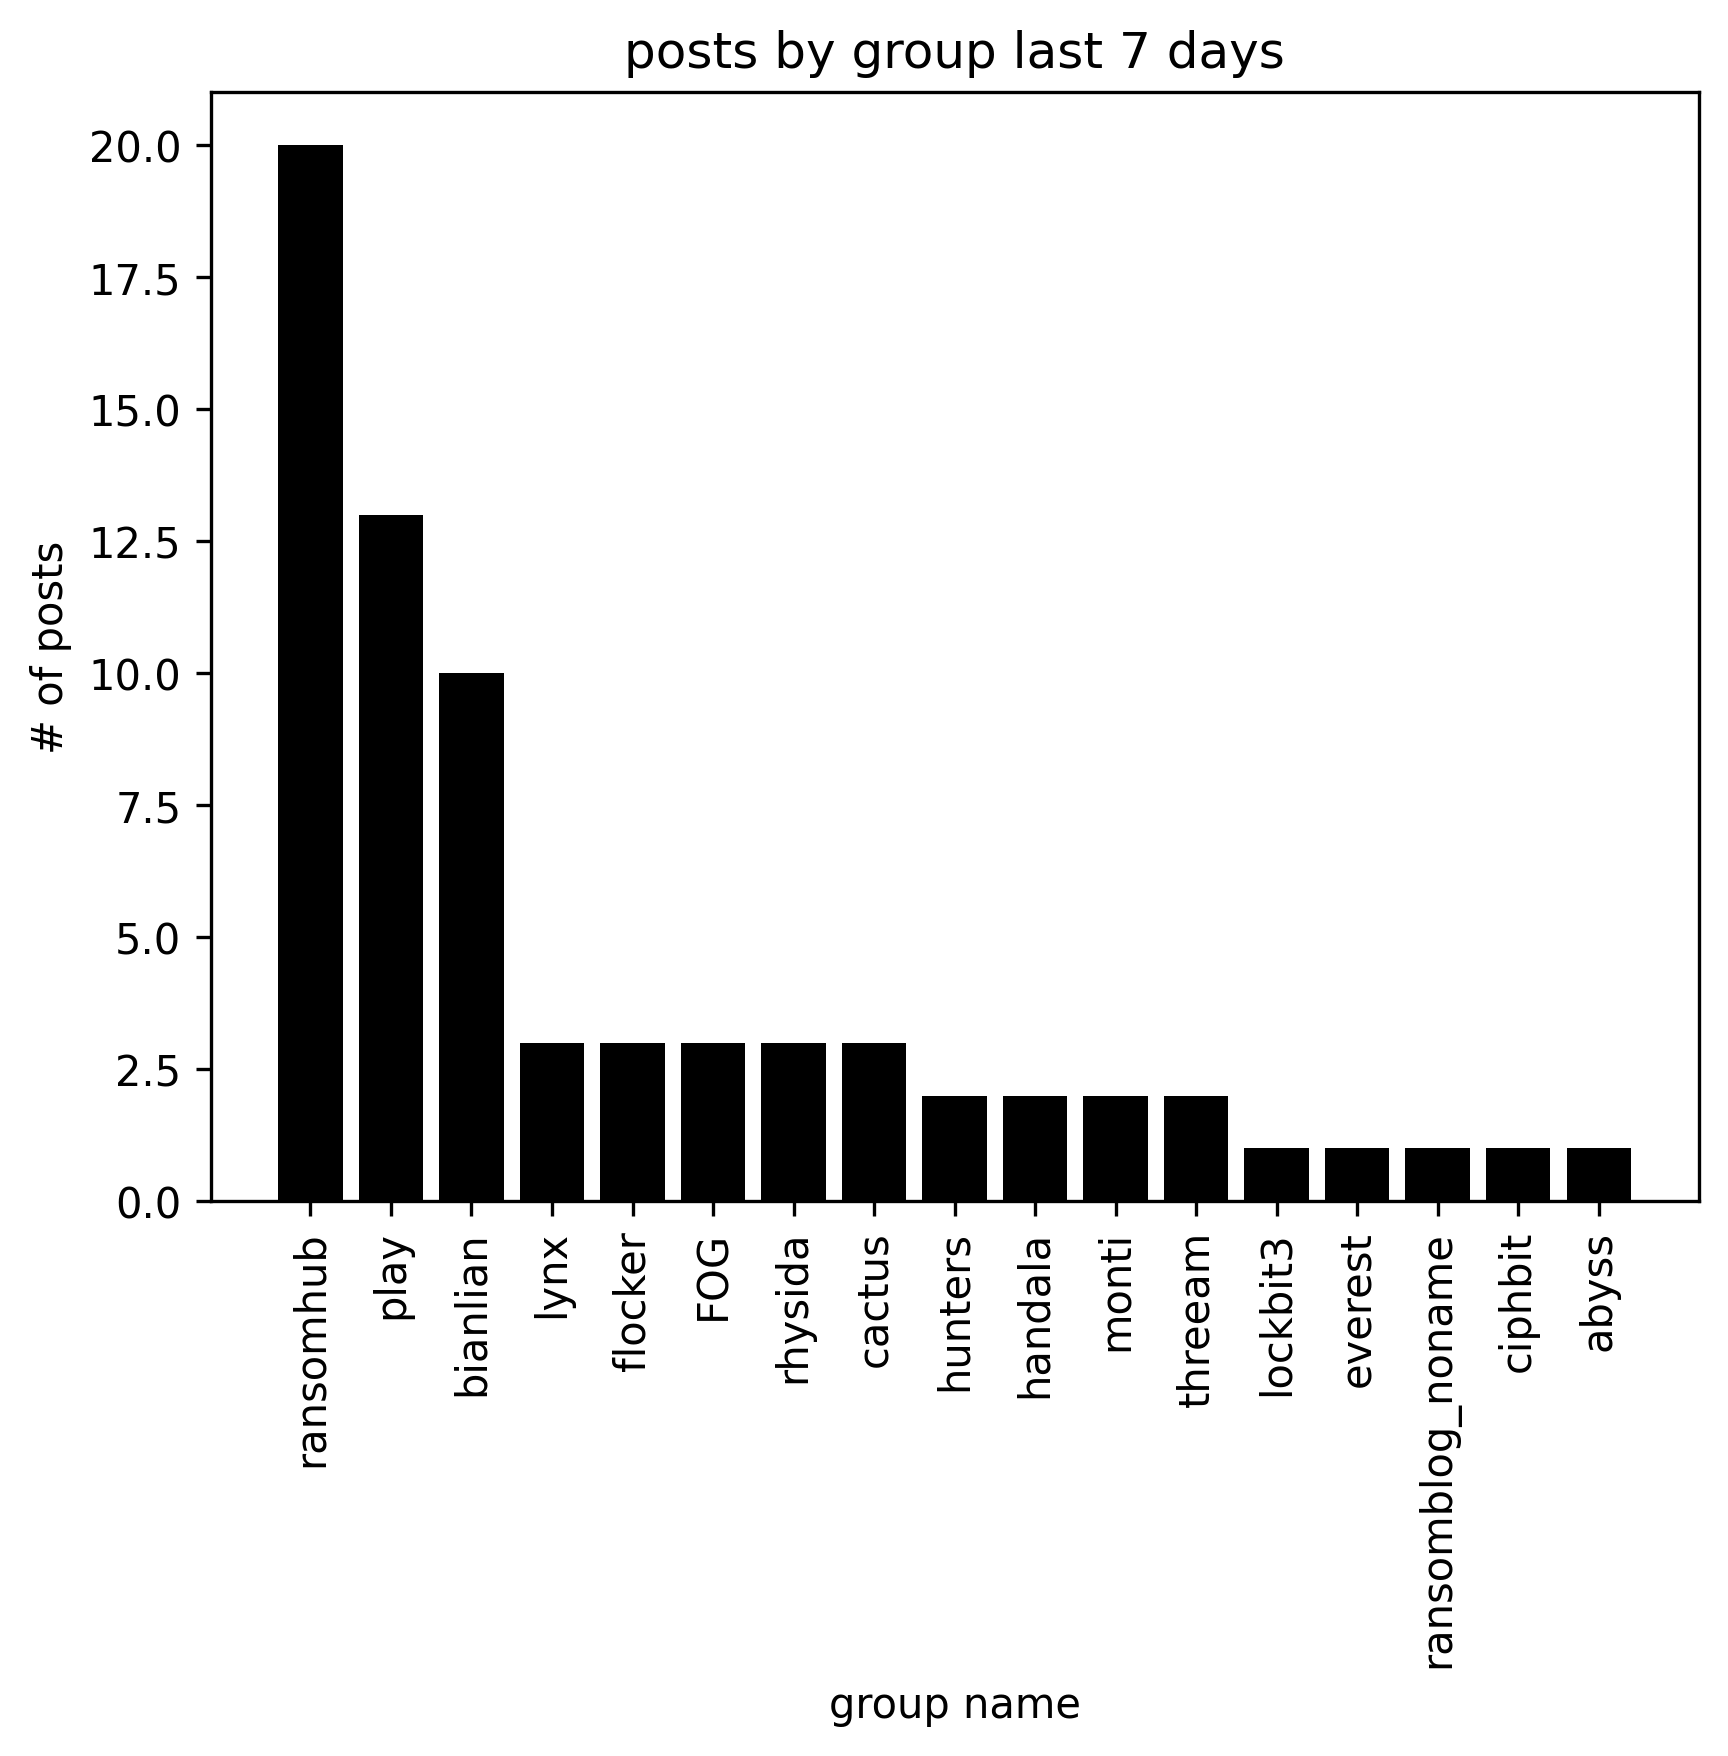 posts by group last 7 days
# of posts
20.0
17.5
15.0
12.5
10.0
7.5
5.0
2.5
0.0
ransomhub
play
bianlian
lynx
flocker
FOG
rhysida
cactus
hunters
handala
monti
threeam
lockbit3
everest
ransomblog_noname
ciphbit
abyss
group name